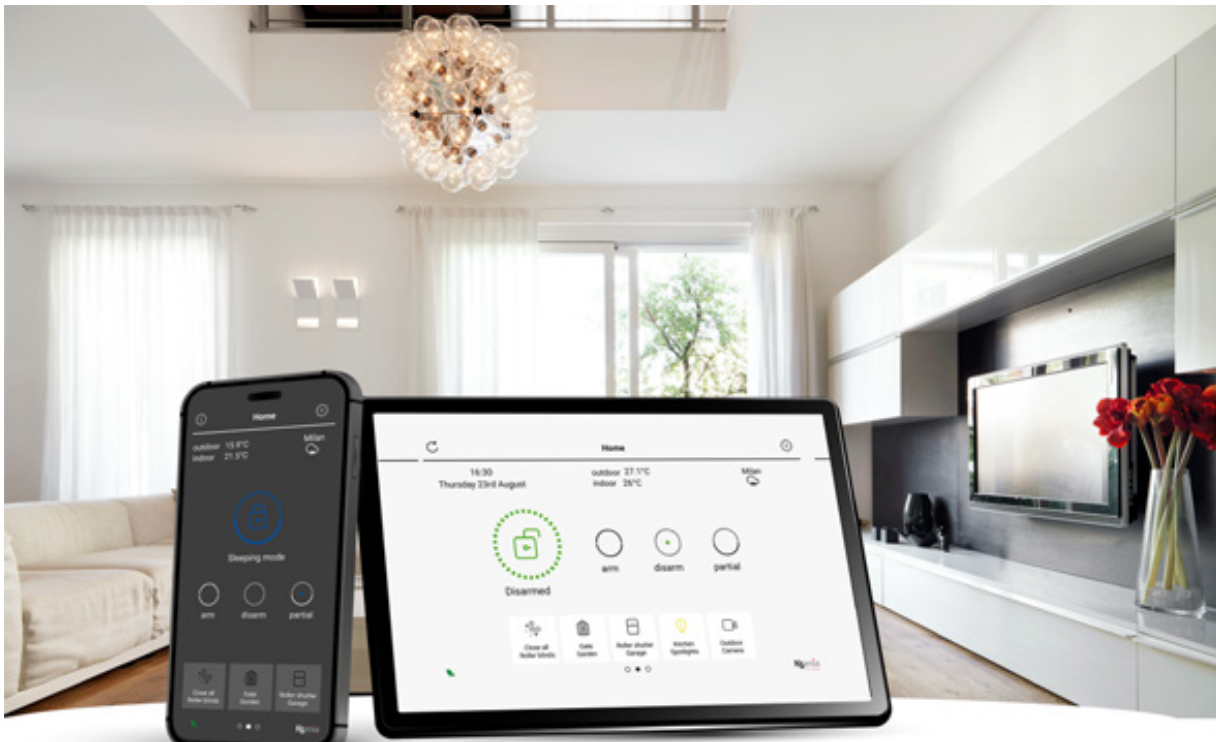 Home
outdoor 15.9°C
indoor 21.5°C
Milan
Sleeping mode
arm
disarm
partial
Close all
Roller blinds
Gate
Garden
Roller shutter
Garage
Home
16:30
Thursday 23rd August
outdoor 27.1°C
indoor 26°C
Milan
Disarmed
arm
disarm
partial
Close all
Roller blinds
Gate
Garden
Roller shutter
Garage
Kitchen
Spotlights
Outdoor
Camera